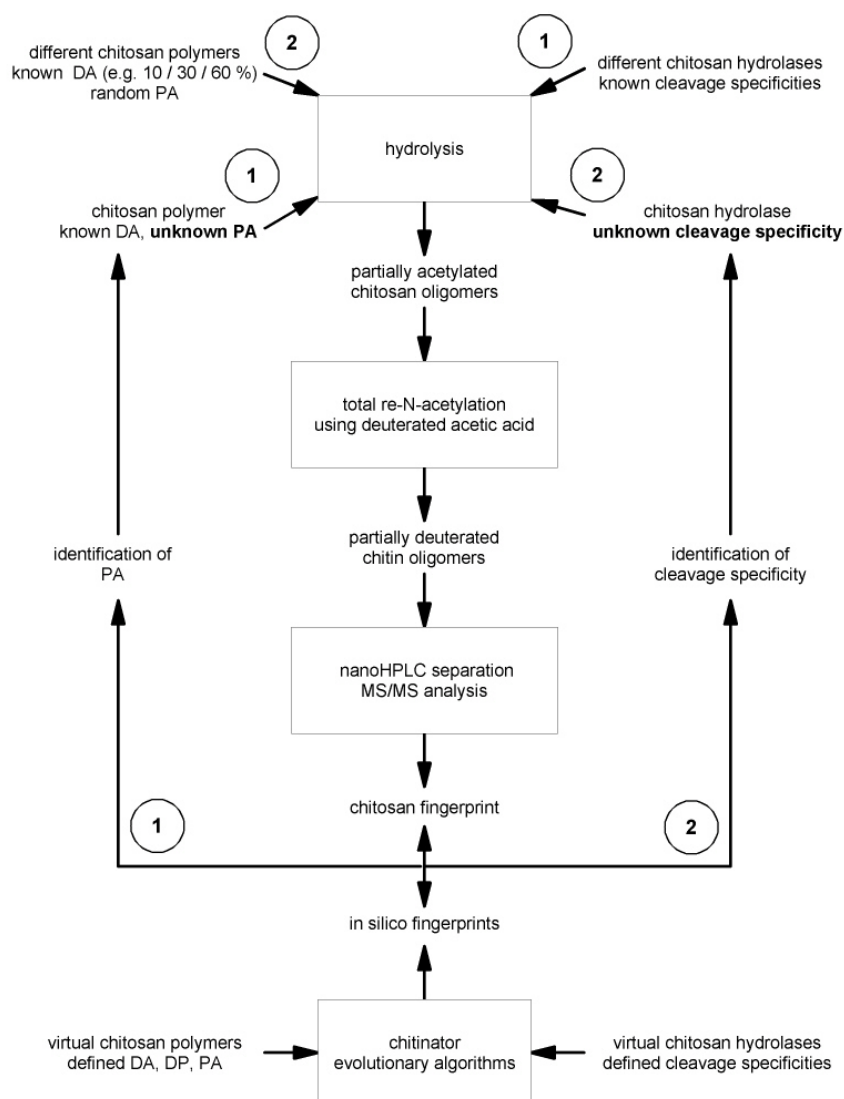 2
1
different chitosan polymers
known DA (e.g. 10 / 30 / 60 %)
random PA
different chitosan hydrolases
known cleavage specificities
hydrolysis
1
2
chitosan polymer
known DA, unknown PA
chitosan hydrolase
unknown cleavage specificity
partially acetylated
chitosan oligomers
total re-N-acetylation
using deuterated acetic acid
partially deuterated
chitin oligomers
identification of
PA
identification of
cleavage specificity
nanoHPLC separation
MS/MS analysis
chitosan fingerprint
1
2
in silico fingerprints
virtual chitosan polymers
defined DA, DP, PA
chitinator
evolutionary algorithms
virtual chitosan hydrolases
defined cleavage specificities